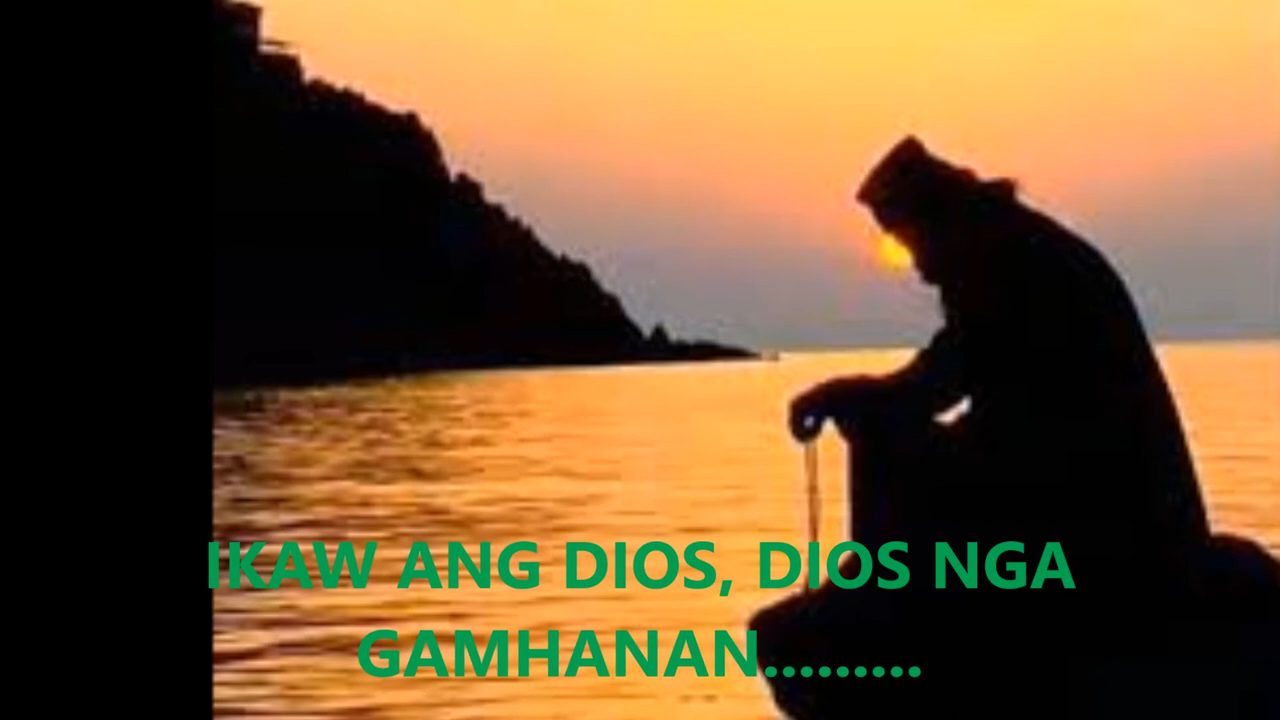 IKAW ANG DIOS, DIOS NGA
GAMHANAN.........